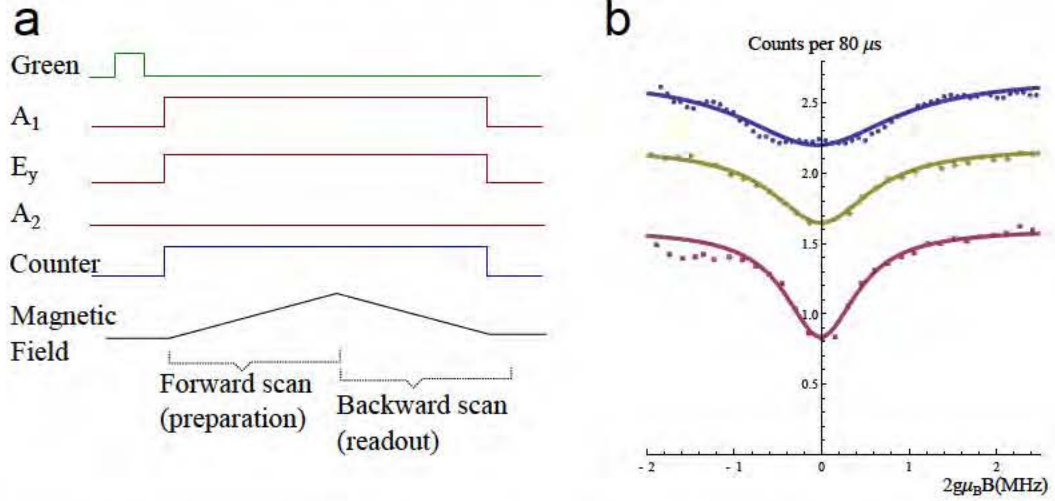 a
Green
A1
Ey
A2
Counter
Magnetic
Field
Forward scan
(preparation)
Backward scan
(readout)
b
Counts per 80 μs
2.5
2.0
1.5
1.0
0.5
- 2
- 1
0
1
2
2gμBB(MHz)